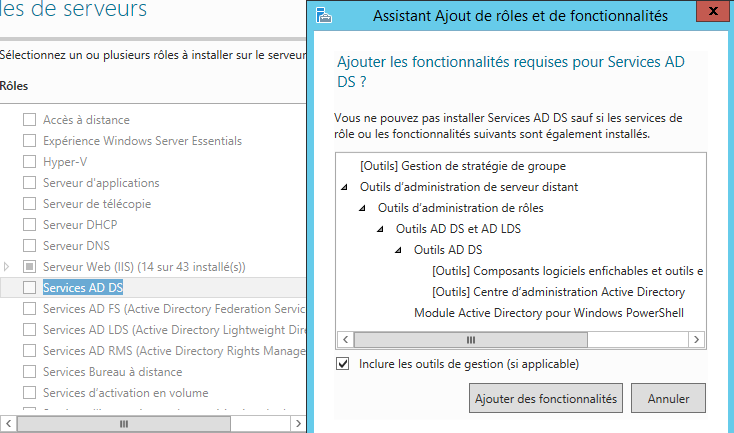 les de serveurs
Sélectionnez un ou plusieurs rôles à installer sur le serveur
Rôles
Accès à distance
Expérience Windows Server Essentials
Hyper-V
Serveur d'applications
Serveur de télécopie
Serveur DHCP
Serveur DNS
Serveur Web (IIS) (14 sur 43 installé(s))
Services AD DS
Services AD FS (Active Directory Federation Servic
Services AD LDS (Active Directory Lightweight Dir
Services AD RMS (Active Directory Rights Manage
Services Bureau à distance
Services d'activation en volume
Assistant Ajout de rôles et de fonctionnalités
x
Ajouter les fonctionnalités requises pour Services AD
DS ?
Vous ne pouvez pas installer Services AD DS sauf si les services de
rôle ou les fonctionnalités suivants sont également installés.
[Outils] Gestion de stratégie de groupe
Outils d'administration de serveur distant
Outils d'administration de rôles
Outils AD DS et AD LDS
Outils AD DS
[Outils] Composants logiciels enfichables et outils e
[Outils] Centre d'administration Active Directory
Module Active Directory pour Windows PowerShell
Inclure les outils de gestion (si applicable)
Ajouter des fonctionnalités
Annuler